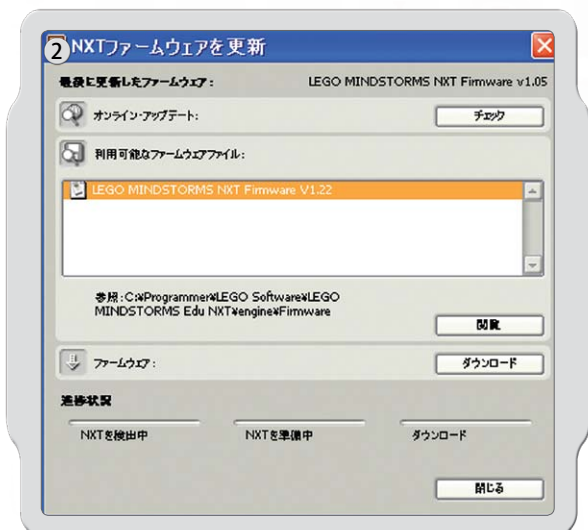 ② NXTファームウェアを更新
最後に更新したファームウェア: LEGO MINDSTORMS NXT Firmware v1.05
オンライン・アップデート: チェック
利用可能なファームウェアファイル:
LEGO MINDSTORMS NXT Firmware V1.22
参照:C:¥Programmer¥LEGO Software¥LEGO
MINDSTORMS Edu NXT¥engine¥Firmware
閲覧
ファームウェア: ダウンロード
進捗状況
NXTを検出中 NXTを準備中 ダウンロード
閉じる